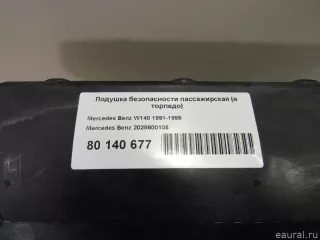 Подушка безопасности пассажирская (в
торпедо)
Mercedes Benz W140 1991-1999
Mercedes Benz 2028600105
80 140 677
© eaural.ru